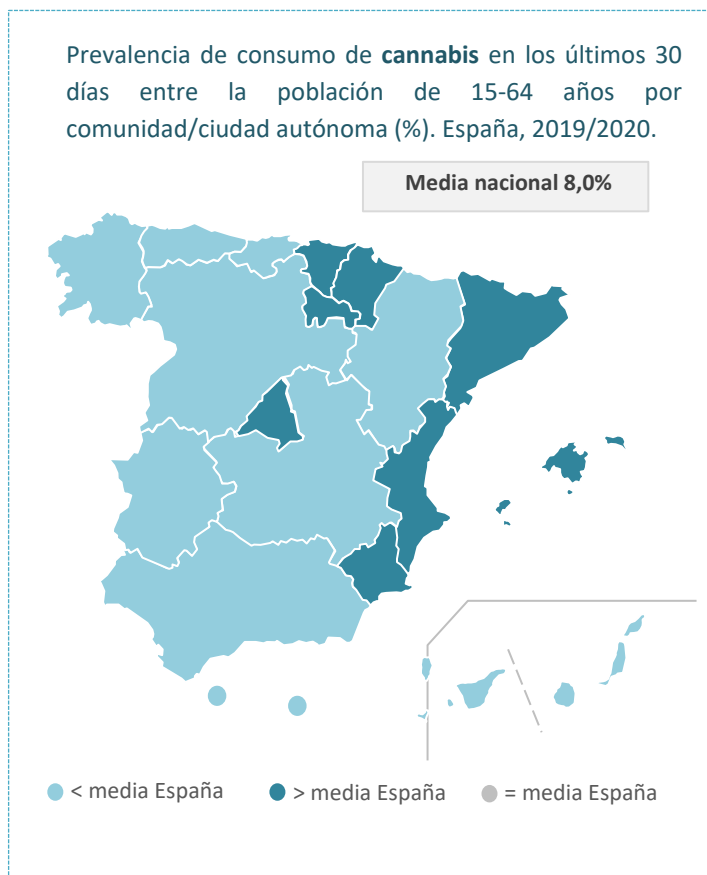 Prevalencia de consumo de cannabis en los últimos 30
días entre la población de 15-64 años por
comunidad/ciudad autónoma (%). España, 2019/2020.
Media nacional 8,0%
< media España
> media España
= media España